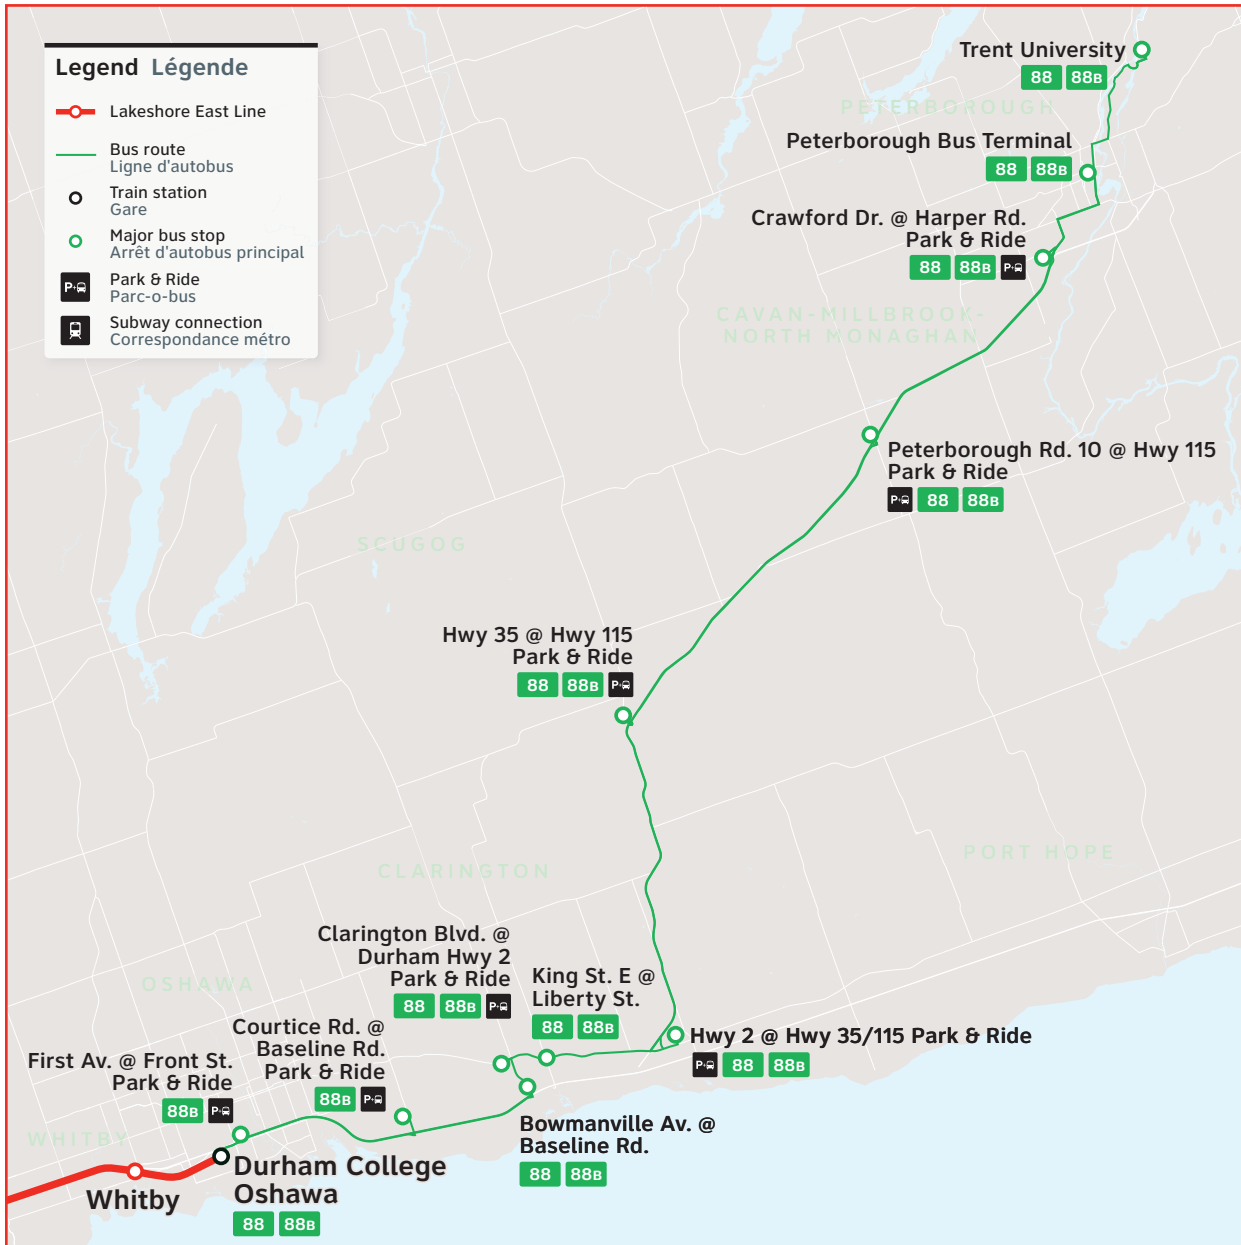 Legend Légende
Lakeshore East Line
Bus route
Ligne d'autobus
Train station
Gare
Major bus stop
Arrêt d'autobus principal
P+ Park & Ride
Parc-o-bus
Subway connection
Correspondance métro
Trent University
88 88B
PETERBOROUGH
Peterborough Bus Terminal
88 88B
Crawford Dr. @ Harper Rd.
Park & Ride
88 88B P+
CAVAN-MILLBROOK-
NORTH MONAGHAN
Peterborough Rd. 10 @ Hwy 115
Park & Ride
P+ 88 88B
SCUGOG
Hwy 35 @ Hwy 115
Park & Ride
88 88B P+
PORT HOPE
CLARINGTON
Clarington Blvd. @
Durham Hwy 2
Park & Ride
88 88B P+
King St. E @
Liberty St.
88 88B
OSHAWA
Courtice Rd. @
Baseline Rd.
Park & Ride
88B P+
Hwy 2 @ Hwy 35/115 Park & Ride
P+ 88 88B
First Av. @ Front St.
Park & Ride
88B P+
Bowmanville Av. @
Baseline Rd.
88 88B
WHITBY
Durham College
Oshawa
88 88B
Whitby